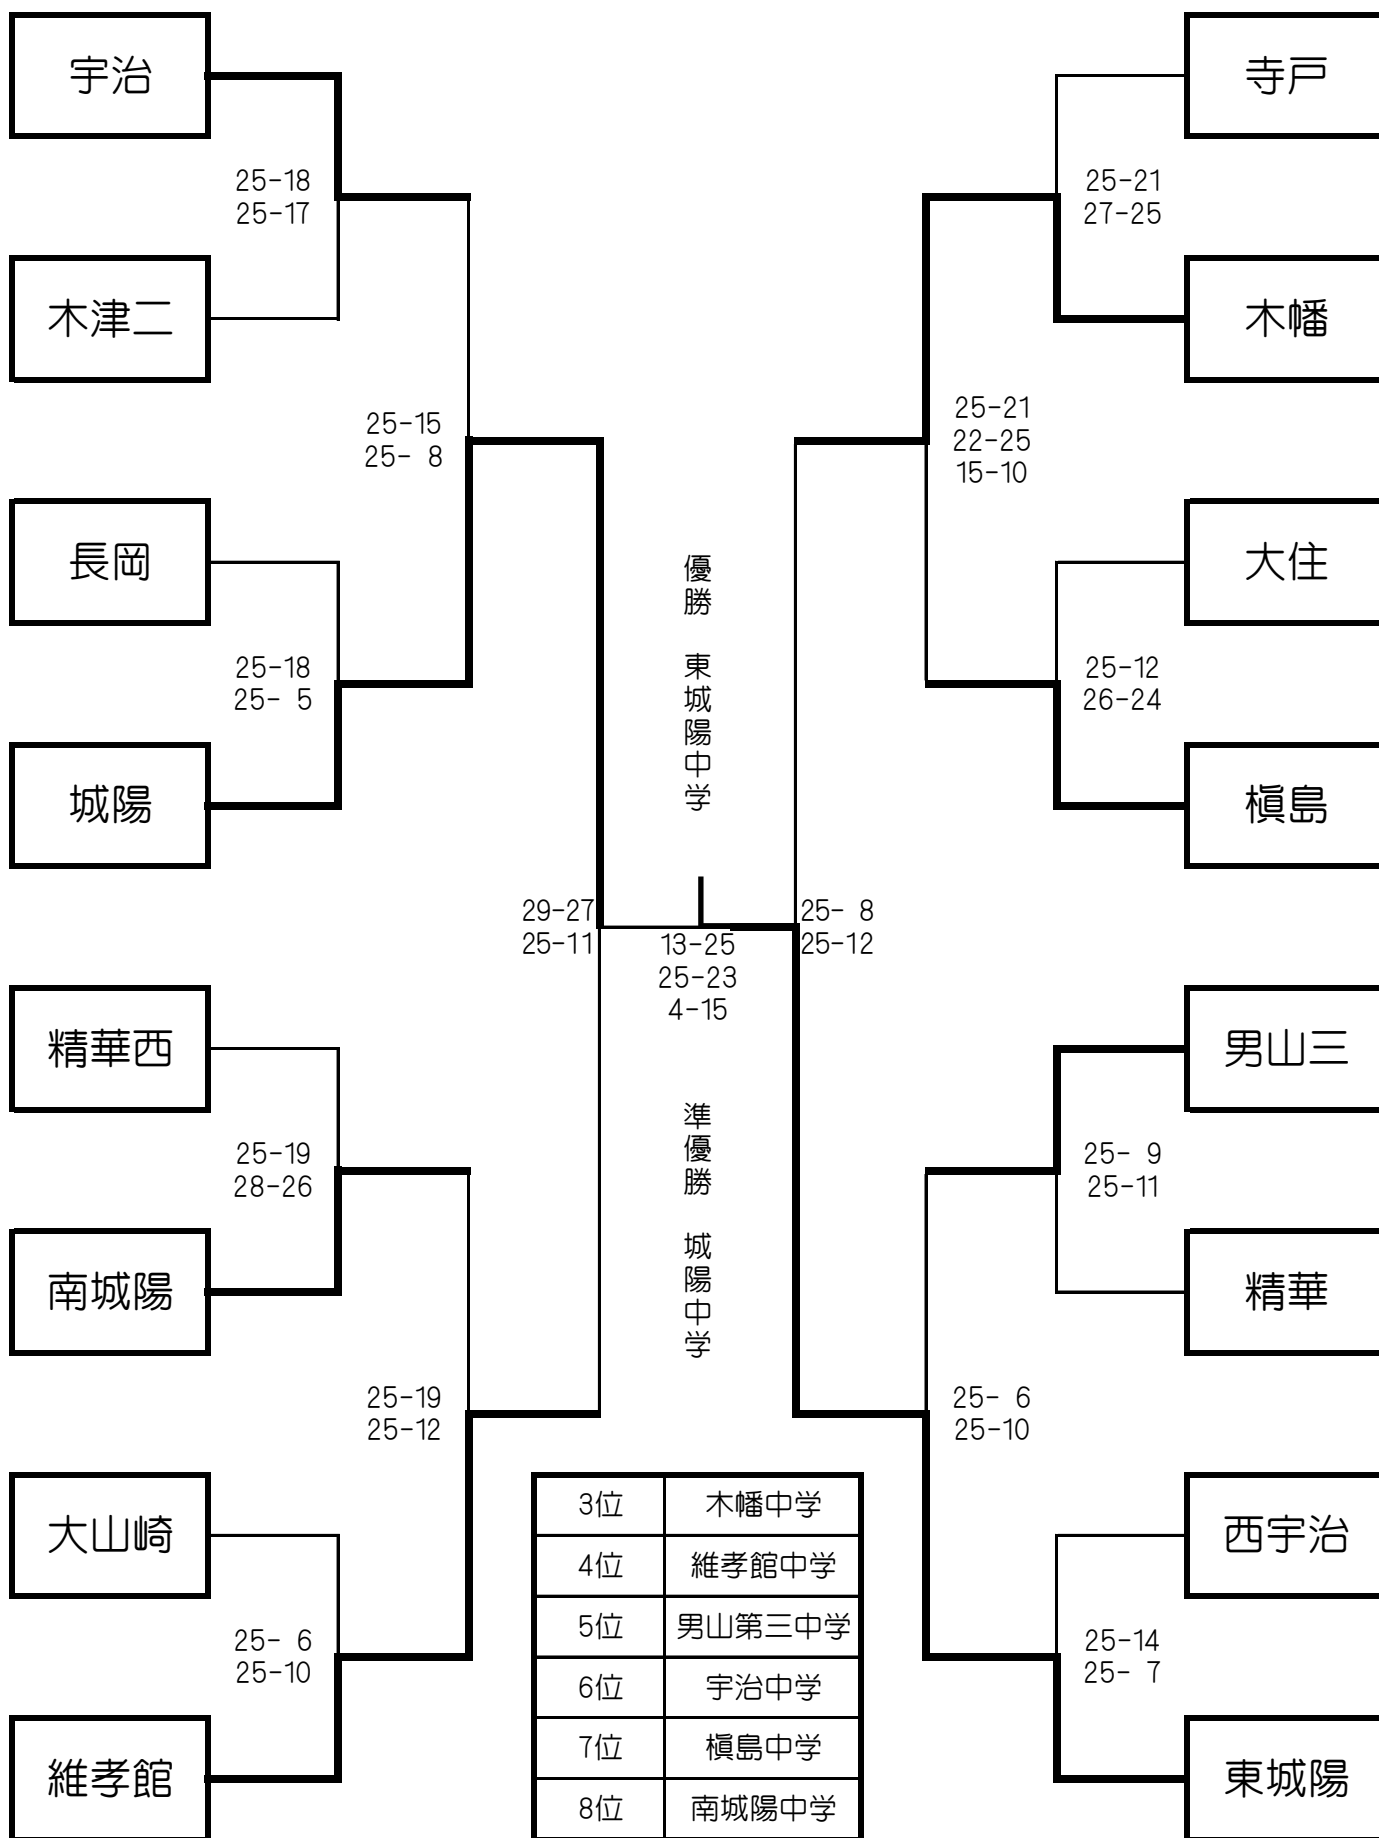 宇治
寺戸
25-18
25-17
25-21
27-25
木津二
木幡
25-15
25- 8
25-21
22-25
15-10
長岡
大住
25-18
25- 5
25-12
26-24
城陽
槇島
優勝　東城陽中学
29-27
25-11
25- 8
25-12
13-25
25-23
4-15
精華西
男山三
準優勝　城陽中学
25-19
28-26
25- 9
25-11
南城陽
精華
25-19
25-12
25- 6
25-10
大山崎
西宇治
25- 6
25-10
25-14
25- 7
維孝館
東城陽
3位 木幡中学
4位 維孝館中学
5位 男山第三中学
6位 宇治中学
7位 槇島中学
8位 南城陽中学